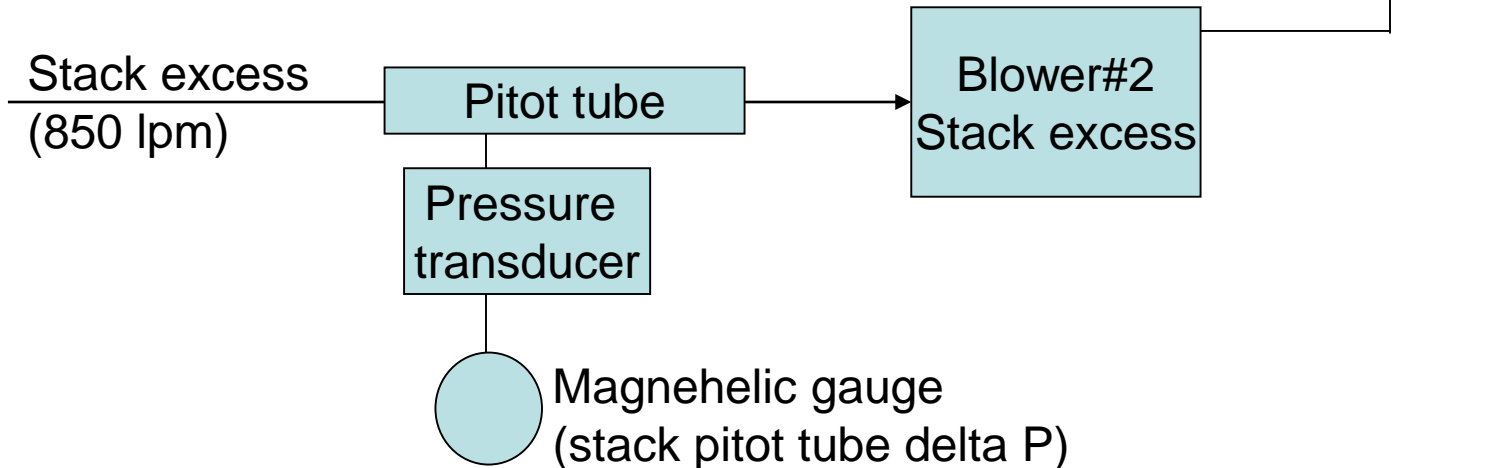 Stack excess
(850 lpm)
Pitot tube
Blower#2
Stack excess
Pressure
transducer
Magnehelic gauge
(stack pitot tube delta P)